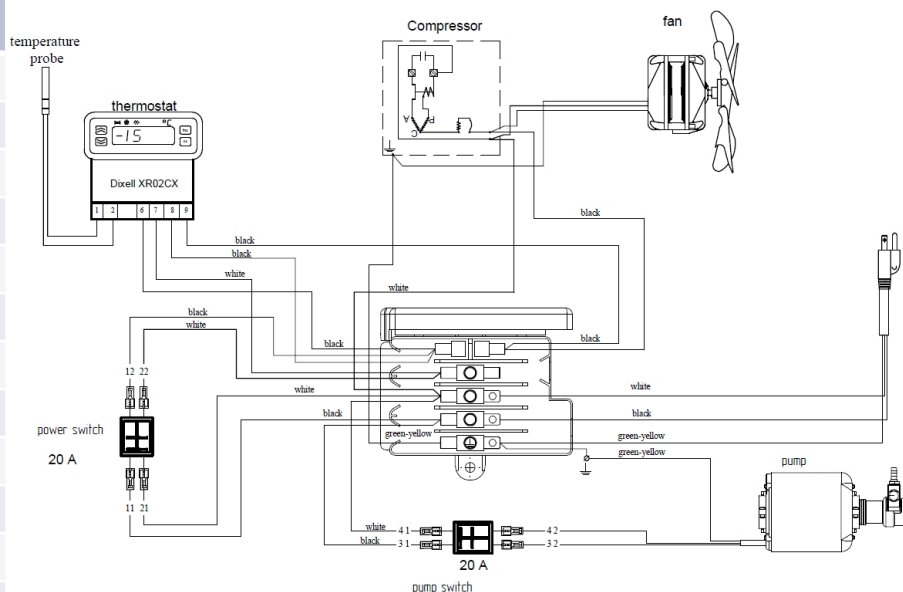 Compressor
fan
temperature
probe
thermostat
-15
°C
Dixell XR02CX
1 2 6 7 8 9
A
R
C
black
black
black
white
white
black
white
black
black
12 22
white
white
black
black
power switch
20 A
green-yellow
green-yellow
green-yellow
pump
11 21
white 41 42
black 31 32
20 A
pump switch